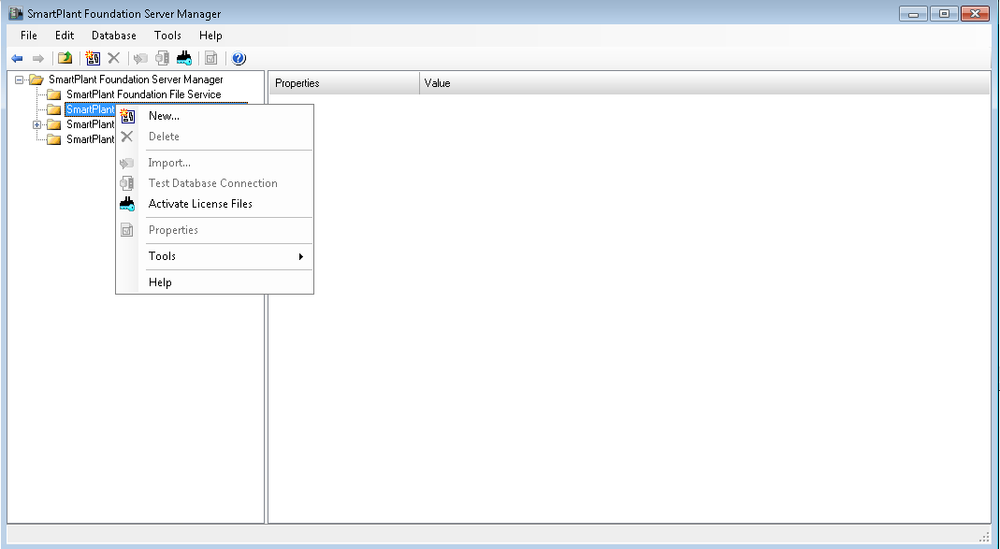 SmartPlant Foundation Server Manager
File Edit Database Tools Help
SmartPlant Foundation Server Manager
SmartPlant Foundation File Service
SmartPlant
SmartPlant
SmartPlant
Properties Value
New...
Delete
Import...
Test Database Connection
Activate License Files
Properties
Tools
Help